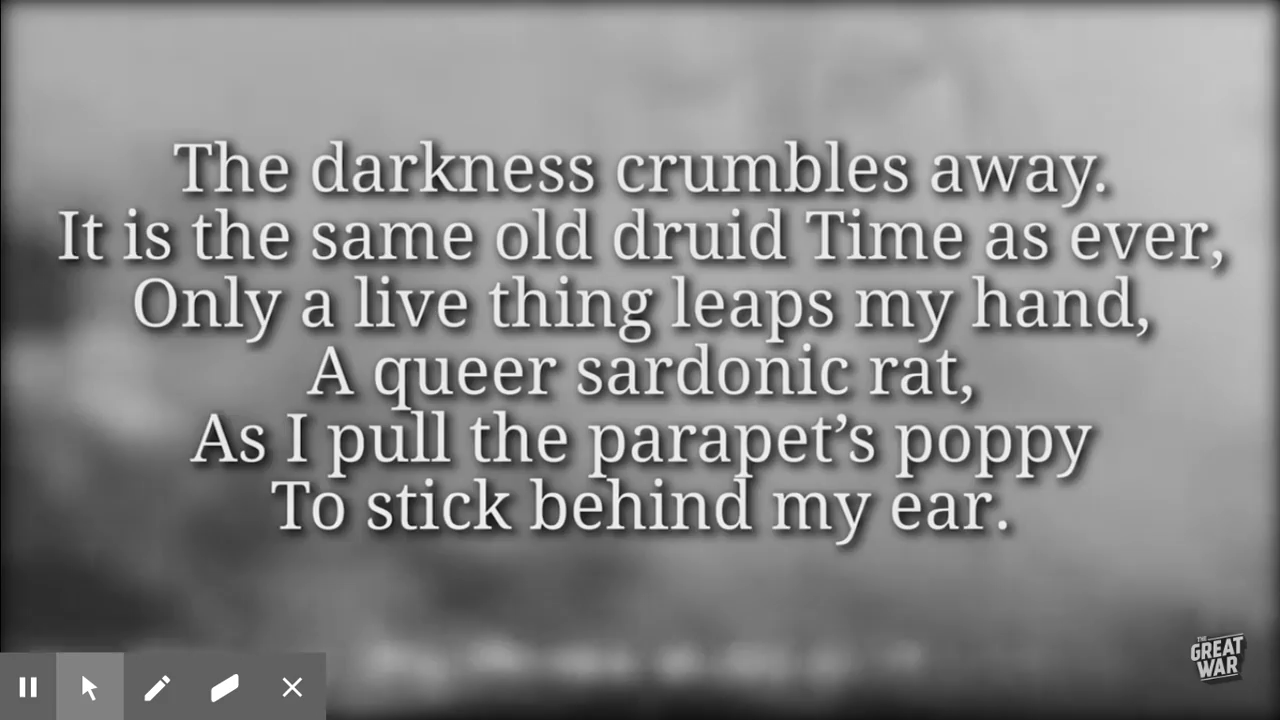 The darkness crumbles away.
It is the same old druid Time as ever,
Only a live thing leaps my hand,
A queer sardonic rat,
As I pull the parapet’s poppy
To stick behind my ear.
THE
GREAT
WAR